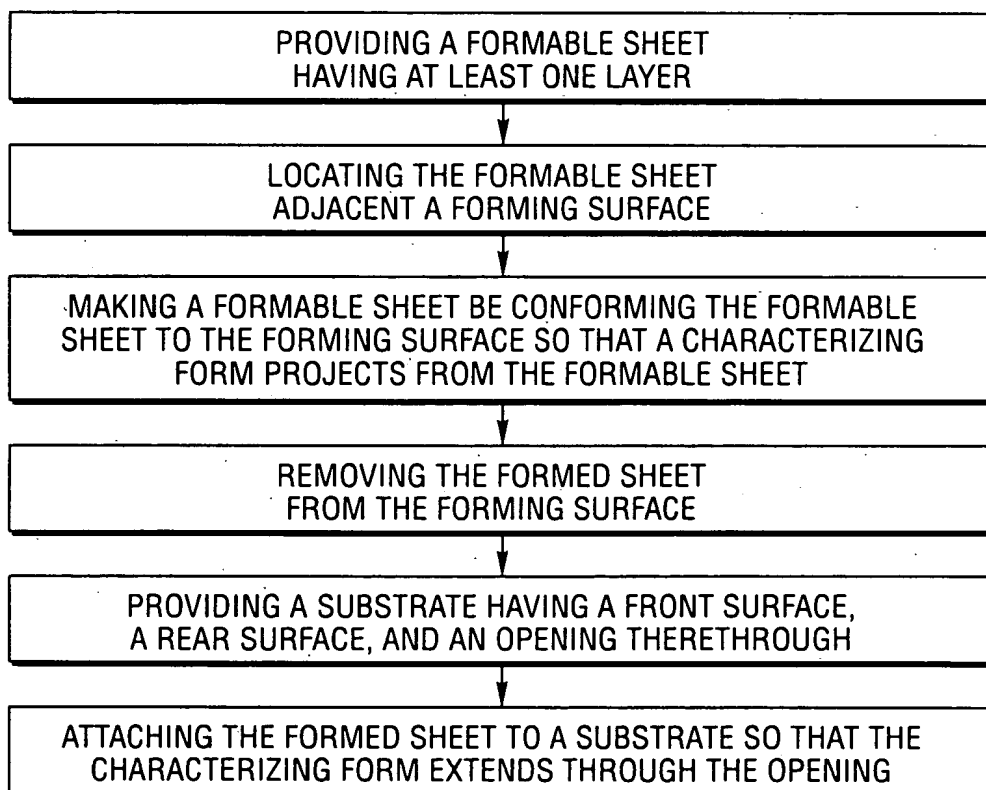 PROVIDING A FORMABLE SHEET
HAVING AT LEAST ONE LAYER
LOCATING THE FORMABLE SHEET
ADJACENT A FORMING SURFACE
MAKING A FORMABLE SHEET BE CONFORMING THE FORMABLE
SHEET TO THE FORMING SURFACE SO THAT A CHARACTERIZING
FORM PROJECTS FROM THE FORMABLE SHEET
REMOVING THE FORMED SHEET
FROM THE FORMING SURFACE
PROVIDING A SUBSTRATE HAVING A FRONT SURFACE,
A REAR SURFACE, AND AN OPENING THERETHROUGH
ATTACHING THE FORMED SHEET TO A SUBSTRATE SO THAT THE
CHARACTERIZING FORM EXTENDS THROUGH THE OPENING